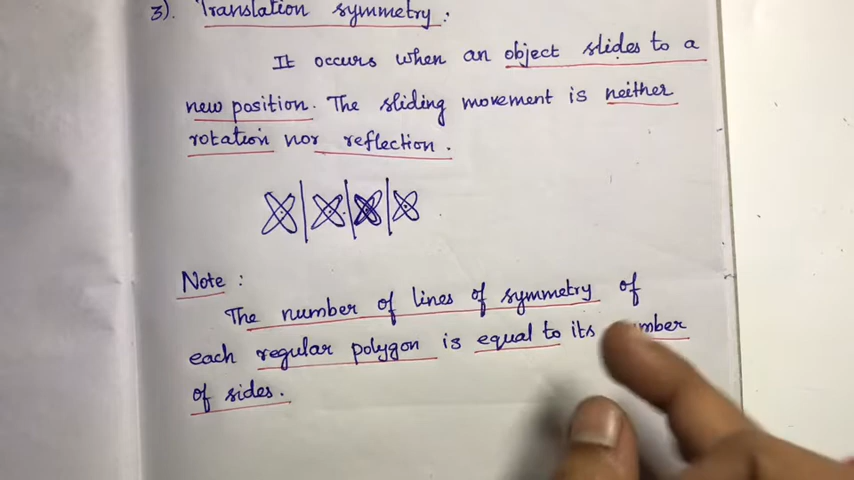 3). Translation symmetry.
It occurs when an object slides to a
new position. The sliding movement is neither
rotation nor reflection.
Note :
The number of lines of symmetry of
each regular polygon is equal to its number
of sides.